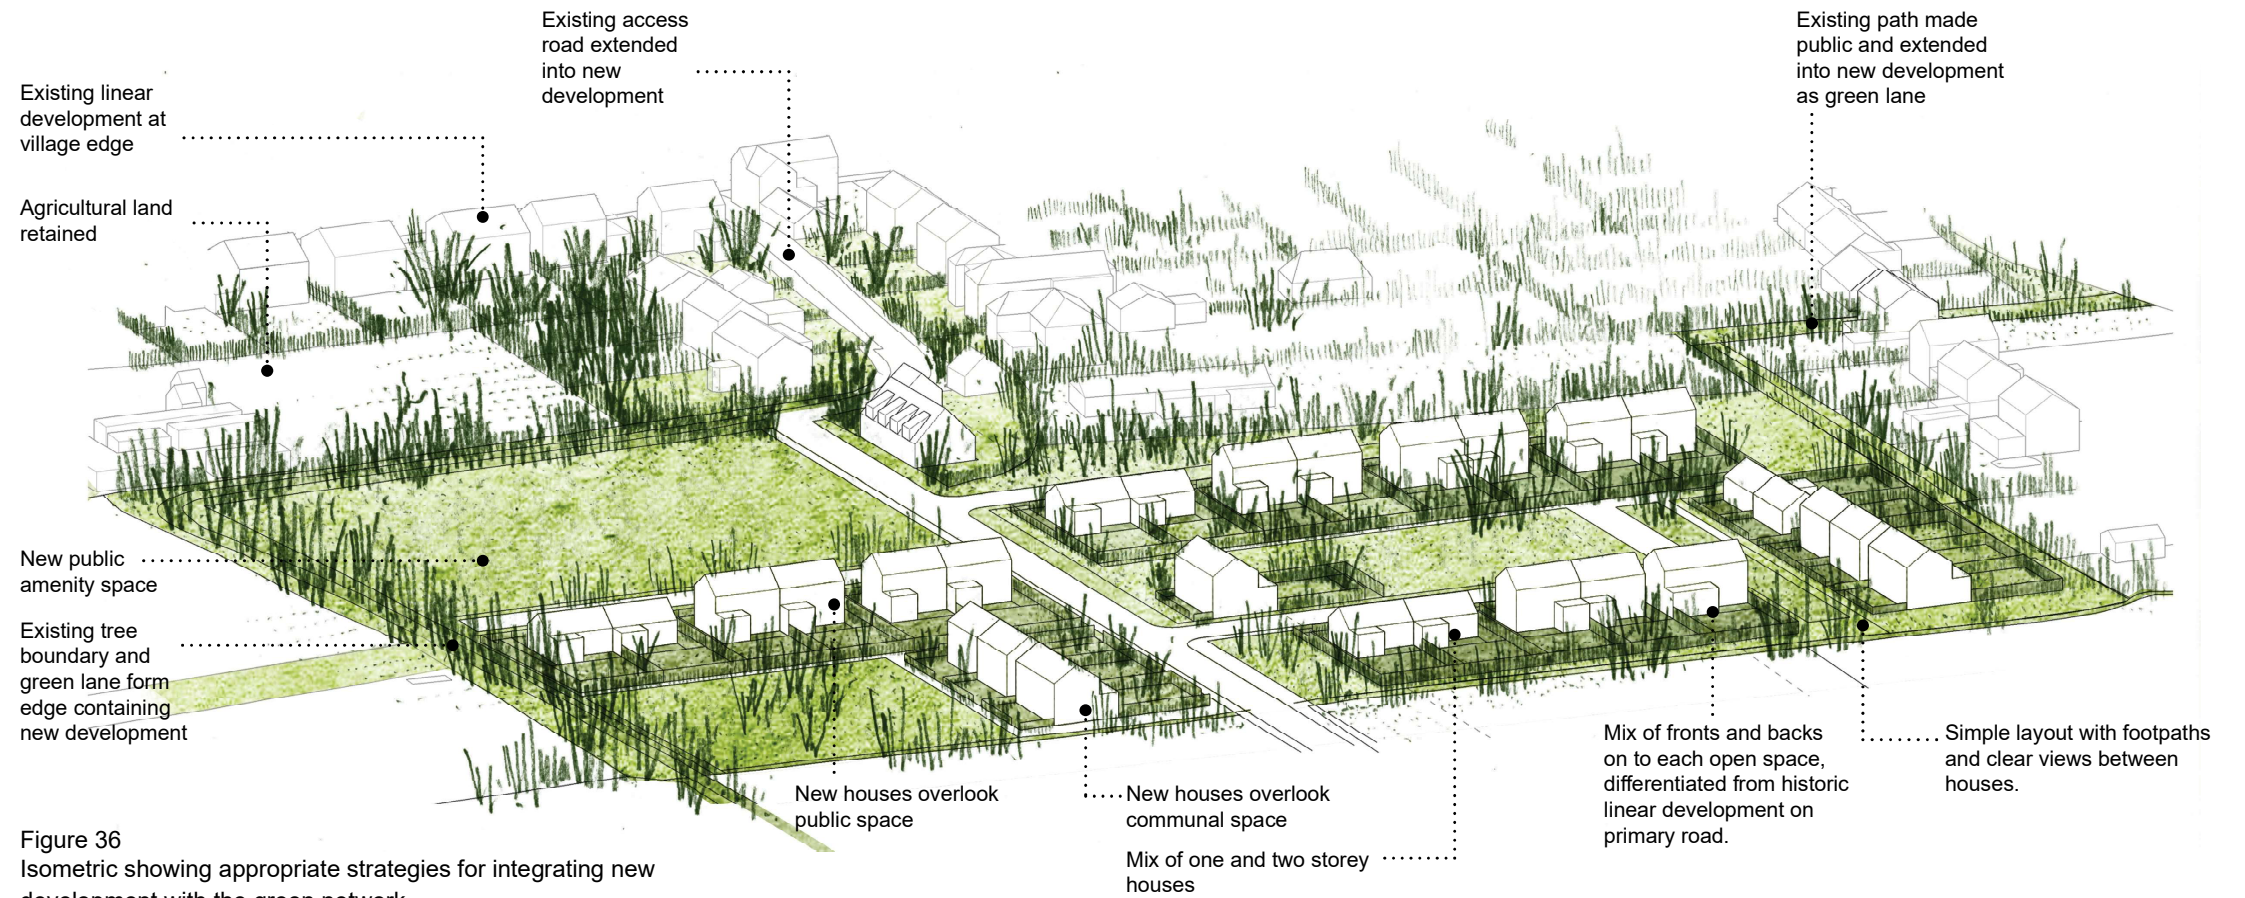 Existing access
road extended
into new
development
Existing path made
public and extended
into new development
as green lane
Existing linear
development at
village edge
Agricultural land
retained
New public
amenity space
Existing tree
boundary and
green lane form
edge containing
new development
New houses overlook
public space
New houses overlook
communal space
Mix of one and two storey
houses
Mix of fronts and backs
on to each open space,
differentiated from historic
linear development on
primary road.
Simple layout with footpaths
and clear views between
houses.
Figure 36
Isometric showing appropriate strategies for integrating new
development with the green network